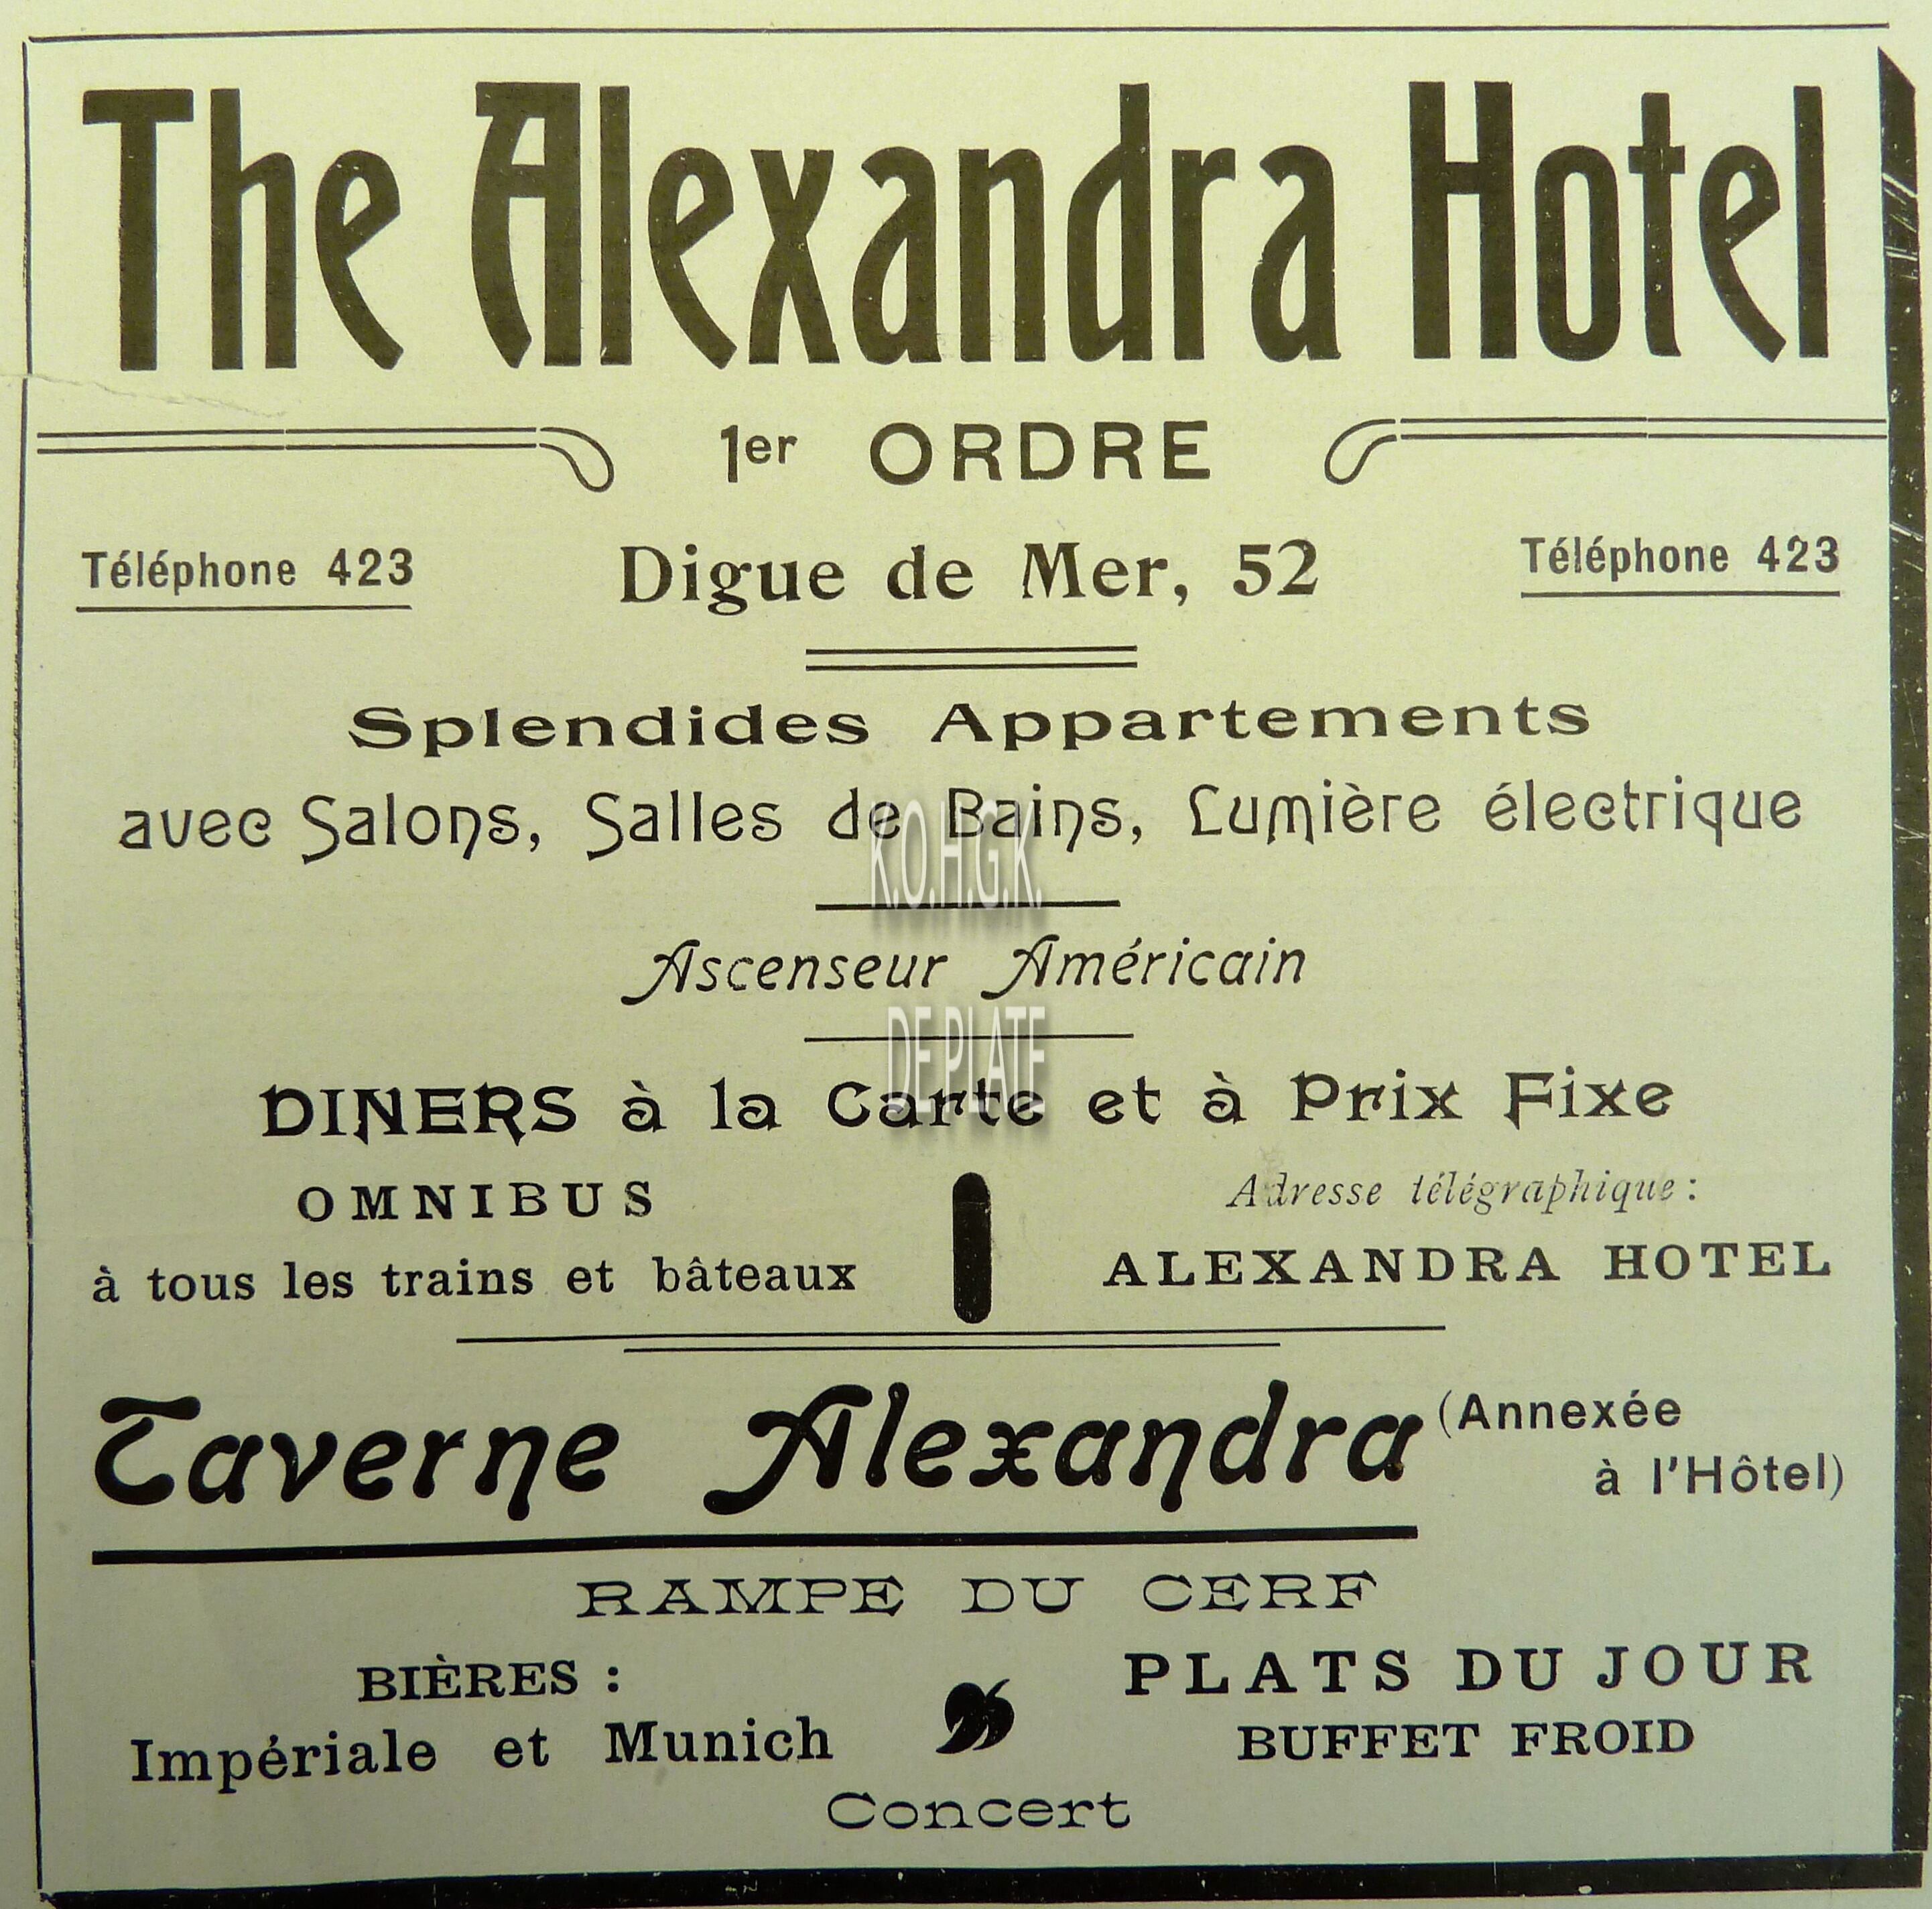 The Alexandra Hotel
1er ORDRE
Téléphone 423
Digue de Mer, 52
Téléphone 423
Splendides Appartements
avec Salons, Salles de Bains, Lumière électrique
K.O.H.G.K.
Ascenseur Américain
DE PLATE
DINERS à la Carte et à Prix Fixe
OMNIBUS
à tous les trains et bâteaux
Adresse télégraphique :
ALEXANDRA HOTEL
Taverne Alexandra
(Annexée
à l'Hôtel)
RAMPE DU CERF
BIÈRES :
Impériale et Munich
PLATS DU JOUR
BUFFET FROID
Concert